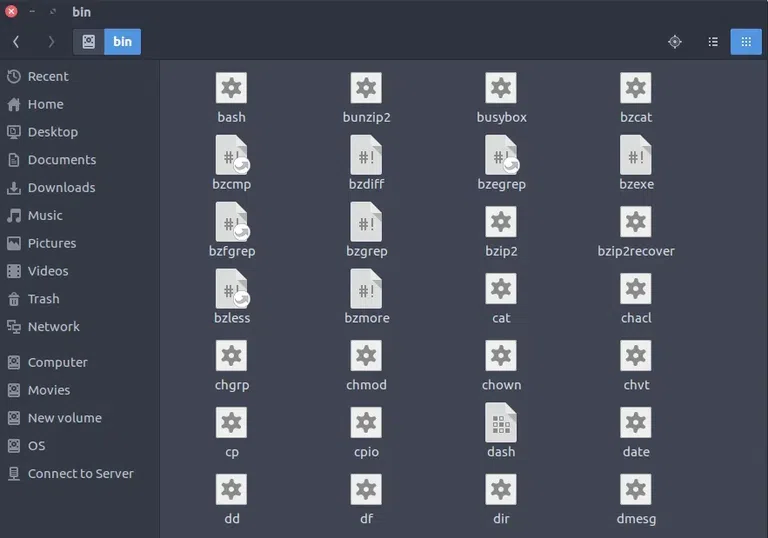 bin
bin
Recent
Home
Desktop
Documents
Downloads
Music
Pictures
Videos
Trash
Network
Computer
Movies
New volume
OS
Connect to Server
bash bunzip2 busybox bzcat
#! #! #! #!
bzcmp bzdiff bzegrep bzexe
#! #!
bzfgrep bzgrep bzip2 bzip2recover
#! #!
bzless bzmore cat chacl
chgrp chmod chown chvt
cp cpio dash date
dd df dir dmesg